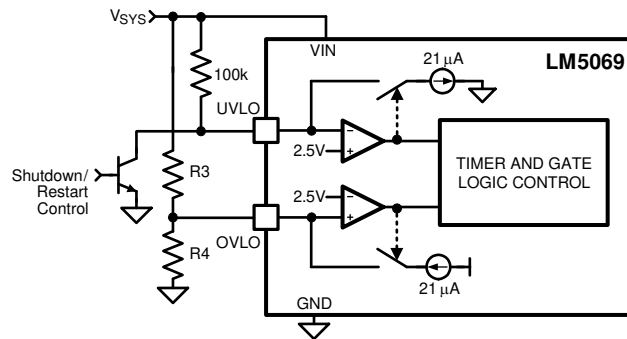 VSYS
VIN
LM5069
100k
21 µA
UVLO
2.5V
Shutdown/
Restart
Control
R3
TIMER AND GATE
LOGIC CONTROL
2.5V
R4
OVLO
21 µA
GND